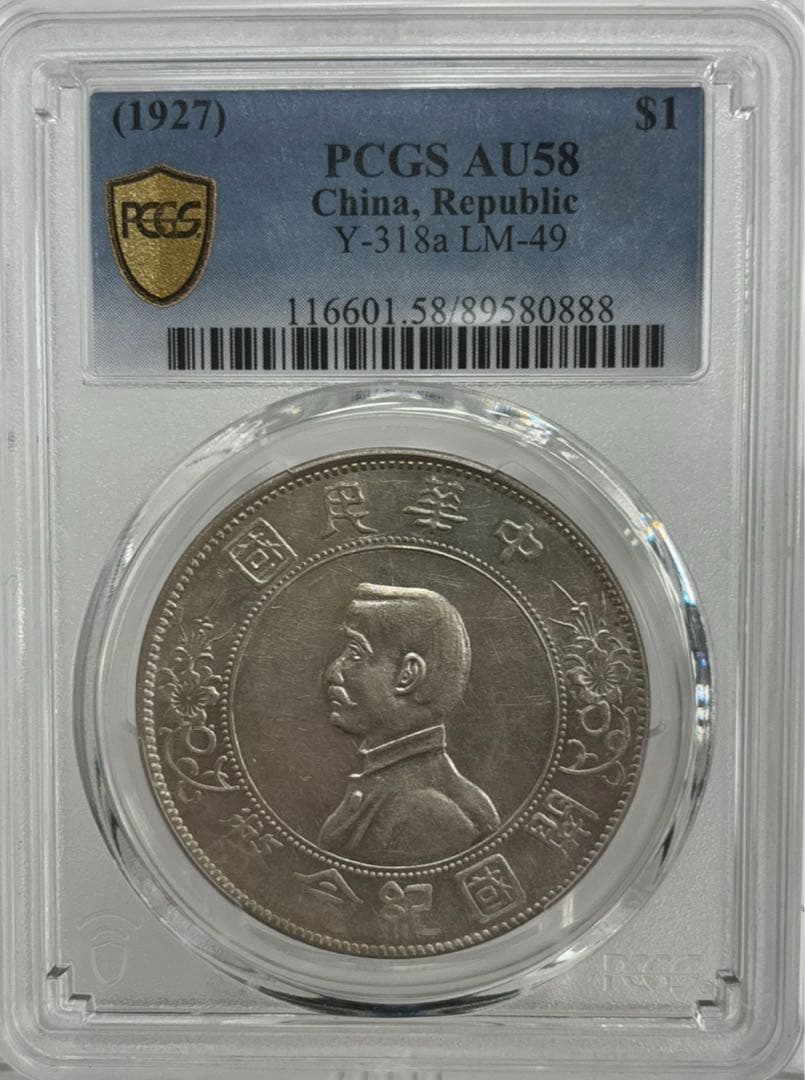 (1927) $1
PCGS AU58
China, Republic
Y-318a LM-49
PCGS
116601.58/89580888
中華民國
開國紀念幣
PCGS